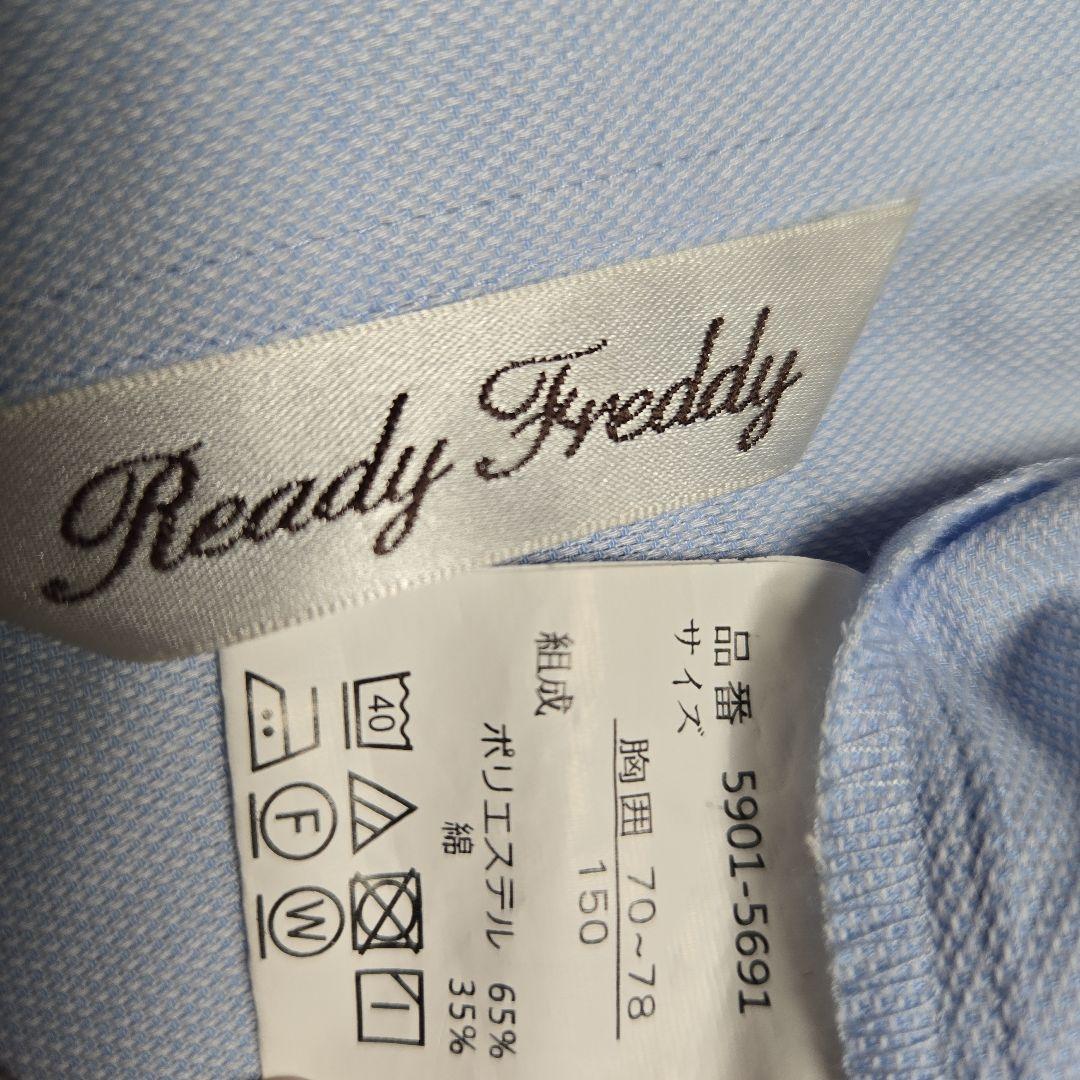 Ready Freddy
品番 5901-5691
サイズ
胸囲 70~78
150
組成
ポリエステル 65%
綿 35%
40
F
W